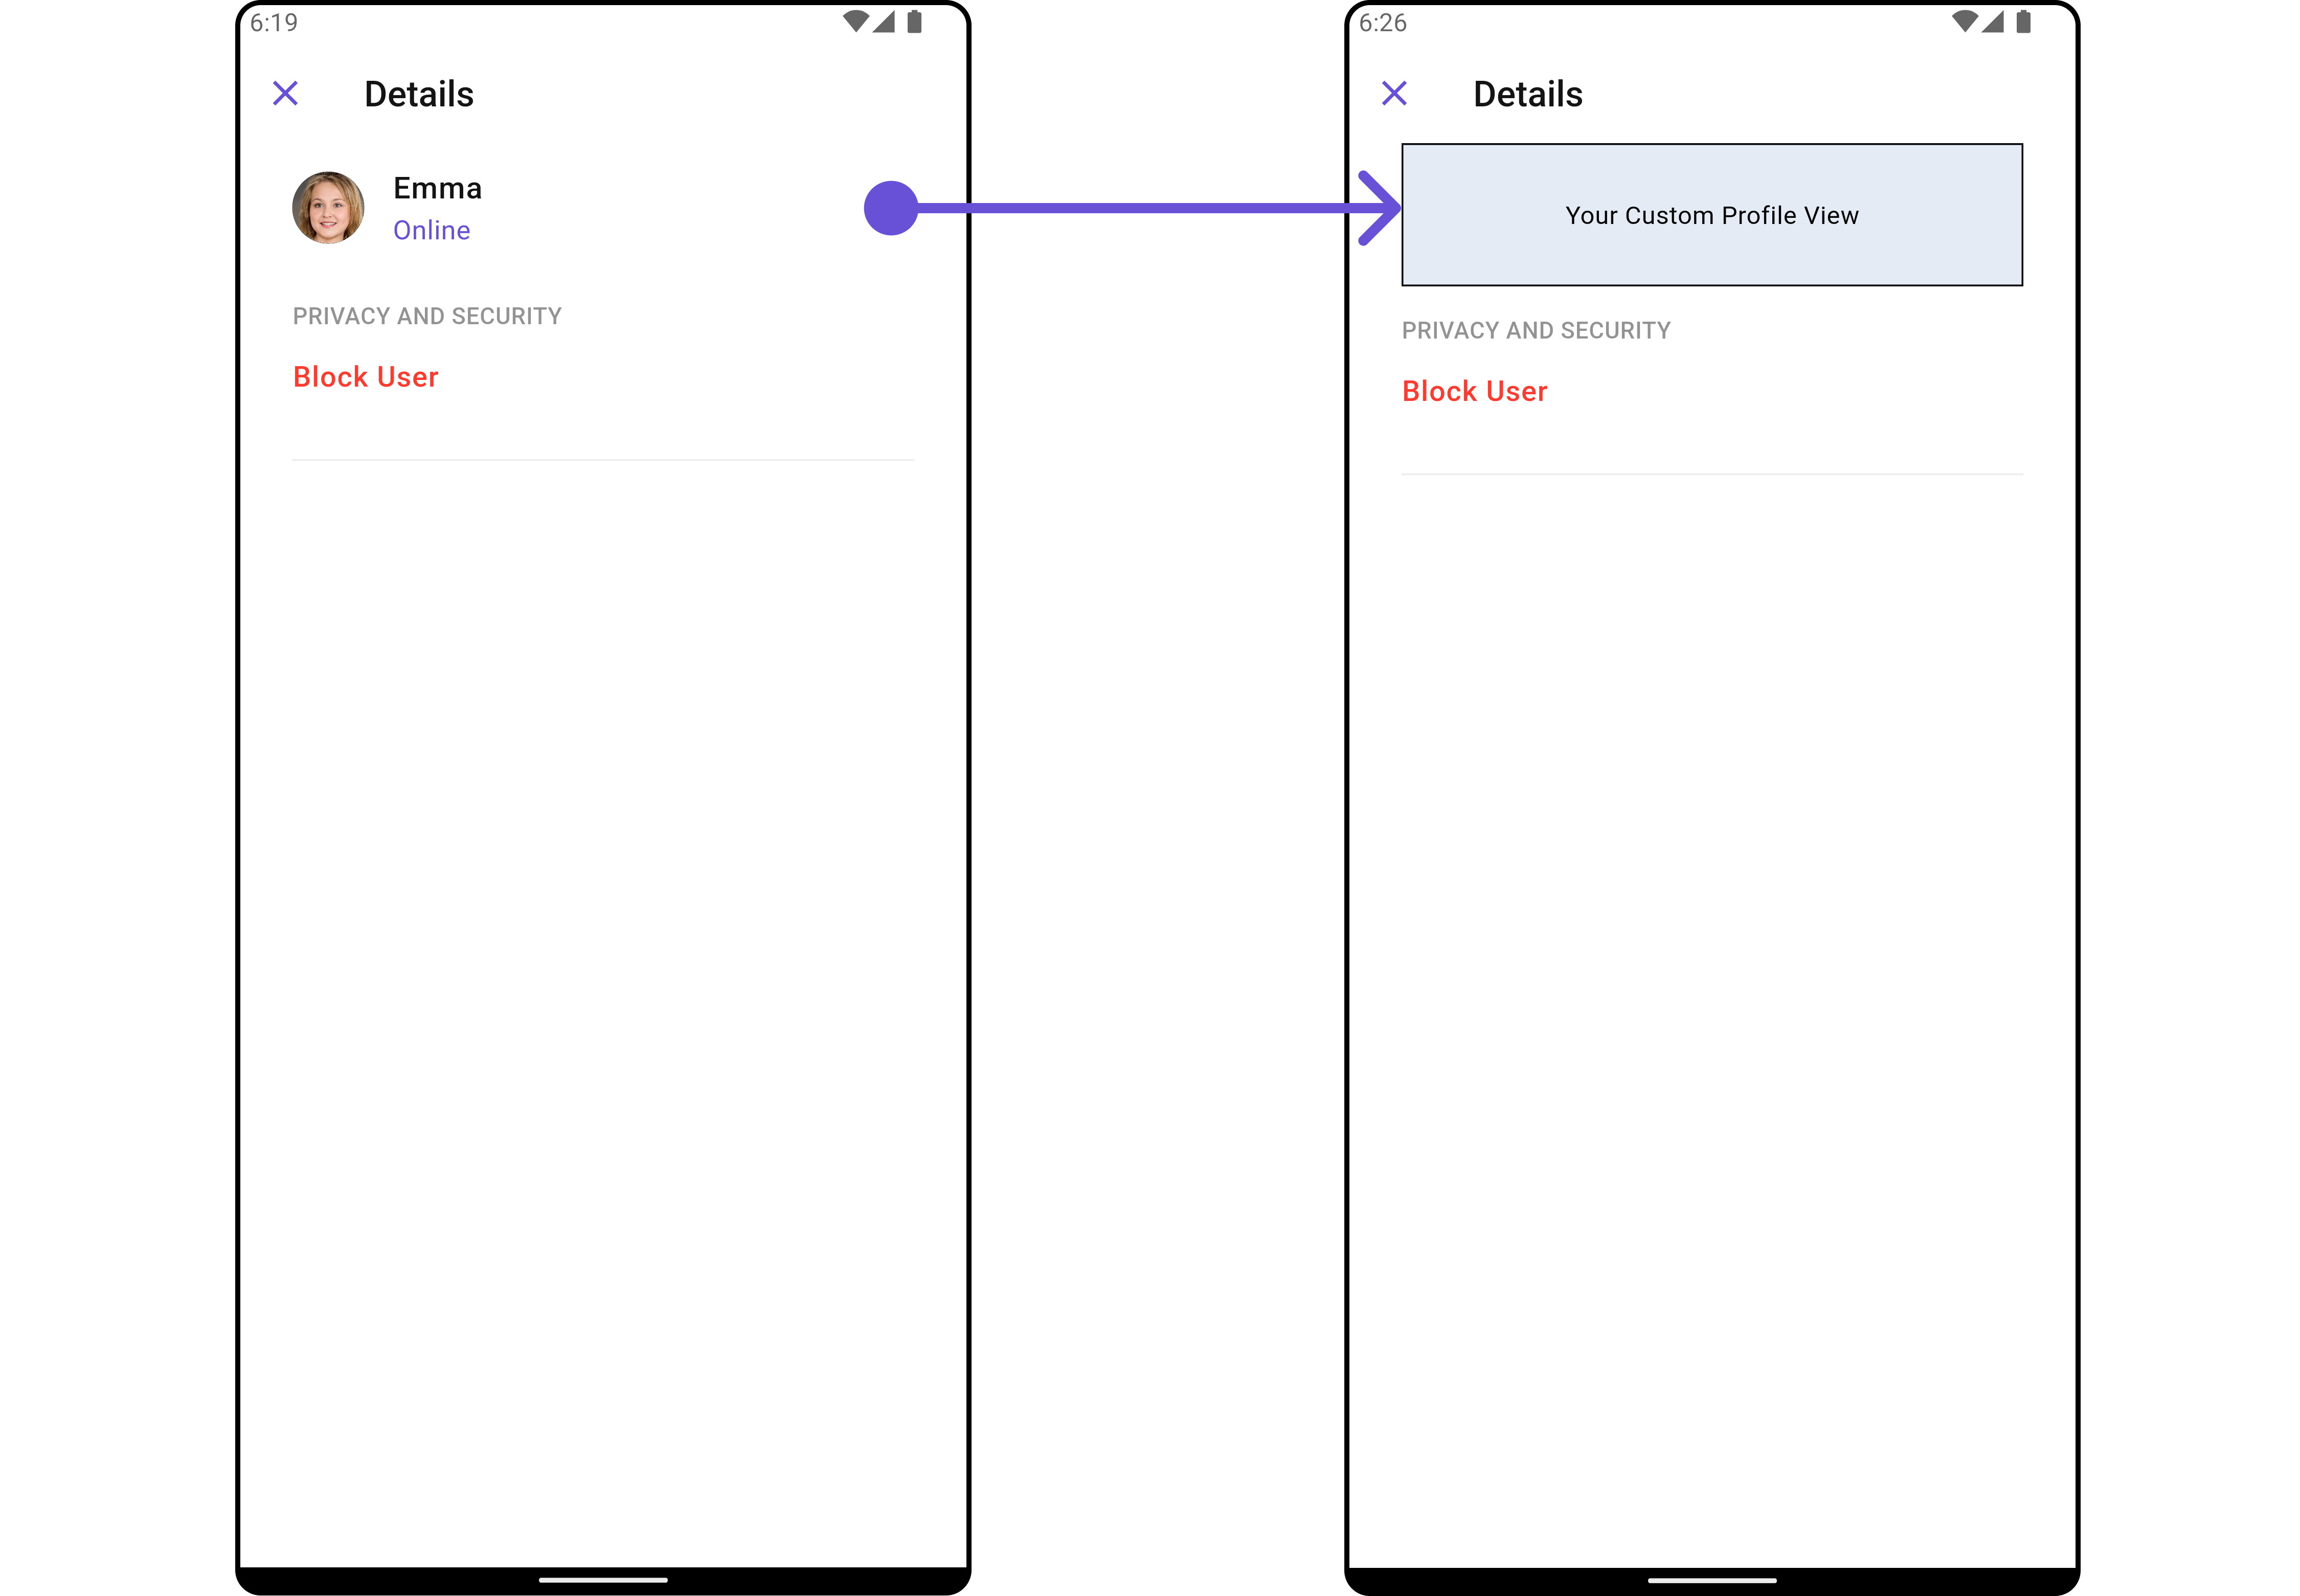 6:19
Details
Emma
Online
PRIVACY AND SECURITY
Block User
6:26
Details
Your Custom Profile View
PRIVACY AND SECURITY
Block User